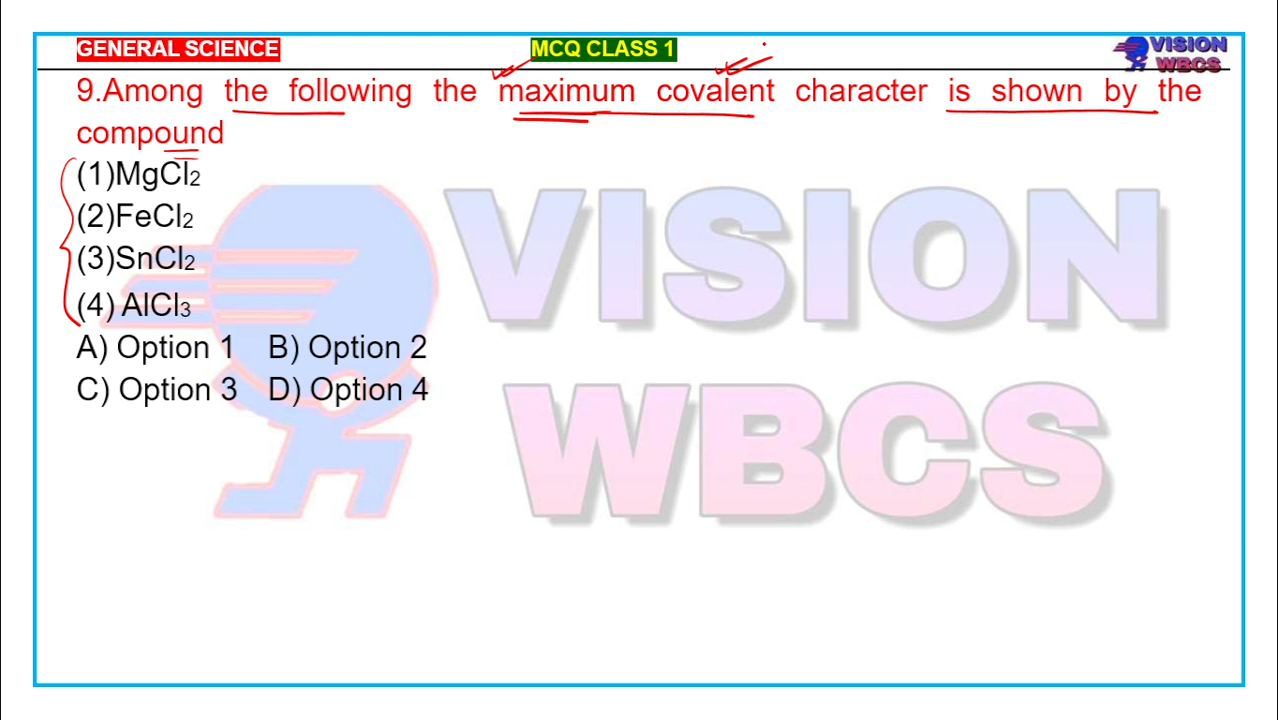 GENERAL SCIENCE MCQ CLASS 1 VISION
WBCS
9.Among the following the maximum covalent character is shown by the
compound
(1)MgCl2
(2)FeCl2
(3)SnCl2
(4) AlCl3
A) Option 1 B) Option 2
C) Option 3 D) Option 4
VISION
WBCS